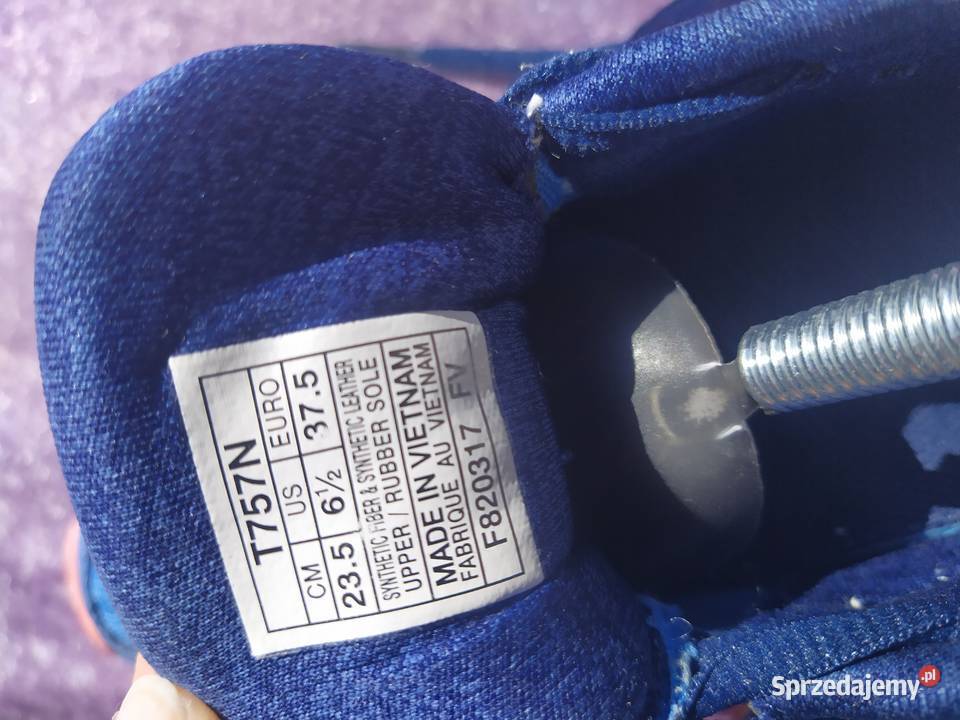 T757N
CM US EURO
23.5 6½ 37.5
SYNTHETIC FIBER & SYNTHETIC LEATHER
UPPER / RUBBER SOLE
MADE IN VIETNAM
FABRIQUE AU VIETNAM
F820317 FV
Sprzedajemy.pl